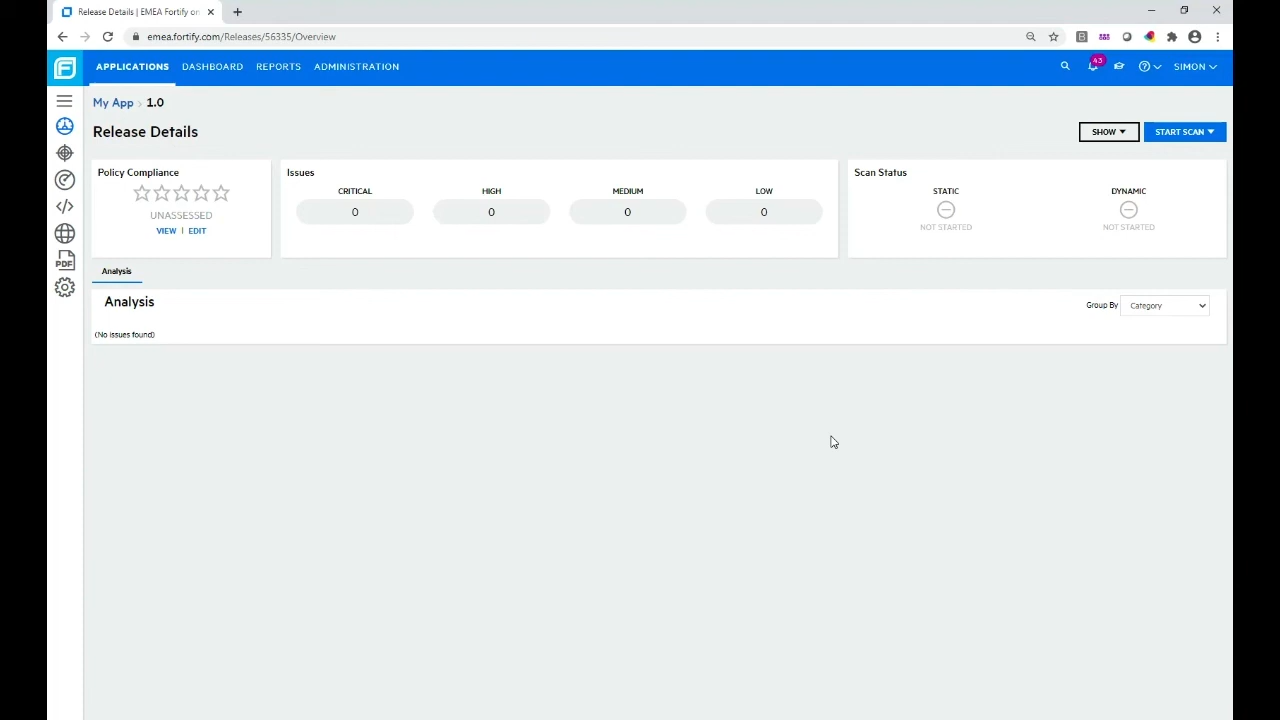 Release Details | EMEA Fortify on
emea.fortify.com/Releases/56335/Overview
APPLICATIONS DASHBOARD REPORTS ADMINISTRATION
43
SIMON
My App > 1.0
Release Details
SHOW
START SCAN
Policy Compliance
UNASSESSED
VIEW | EDIT
Issues
CRITICAL HIGH MEDIUM LOW
0 0 0 0
Scan Status
STATIC DYNAMIC
NOT STARTED NOT STARTED
PDF
Analysis
Analysis
Group By Category
(No issues found)